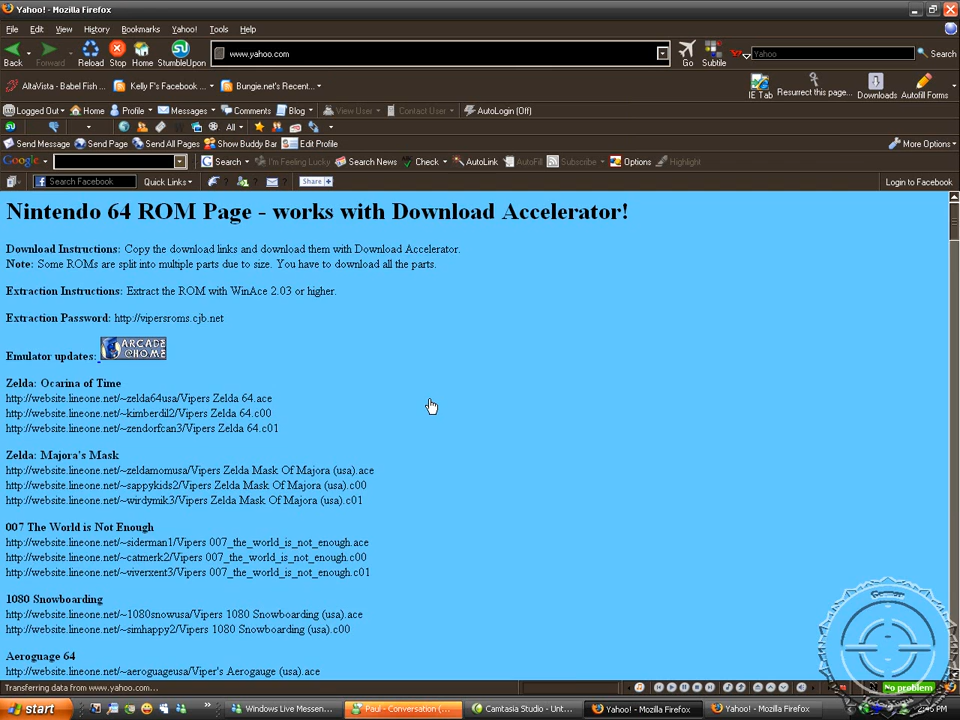 Yahoo! - Mozilla Firefox
File Edit View History Bookmarks Yahoo! Tools Help
Back Forward Reload Stop Home StumbleUpon www.yahoo.com Go Subtile Yahoo Search
AltaVista - Babel Fish ... Kelly F's Facebook ... Bungie.net's Recent... IE Tab Resurrect this page... Downloads Autofill Forms
Logged Out Home Profile Messages Comments Blog View User Contact User AutoLogin (Off)
All
Send Message Send Page Send All Pages Show Buddy Bar Edit Profile More Options
Google Search I'm Feeling Lucky Search News Check AutoLink AutoFill Subscribe Options Highlight
Search Facebook Quick Links ? ? ? Share + Login to Facebook
Nintendo 64 ROM Page - works with Download Accelerator!
Download Instructions: Copy the download links and download them with Download Accelerator.
Note: Some ROMs are split into multiple parts due to size. You have to download all the parts.
Extraction Instructions: Extract the ROM with WinAce 2.03 or higher.
Extraction Password: http://vipersroms.cjb.net
Emulator updates: ARCADE @HOME
Zelda: Ocarina of Time
http://website.lineone.net/~zelda64usa/Vipers Zelda 64.ace
http://website.lineone.net/~kimberdil2/Vipers Zelda 64.c00
http://website.lineone.net/~zendorfcan3/Vipers Zelda 64.c01
Zelda: Majora's Mask
http://website.lineone.net/~zeldamomusa/Vipers Zelda Mask Of Majora (usa).ace
http://website.lineone.net/~sappykids2/Vipers Zelda Mask Of Majora (usa).c00
http://website.lineone.net/~wirdymik3/Vipers Zelda Mask Of Majora (usa).c01
007 The World is Not Enough
http://website.lineone.net/~siderman1/Vipers 007_the_world_is_not_enough.ace
http://website.lineone.net/~catmerk2/Vipers 007_the_world_is_not_enough.c00
http://website.lineone.net/~viverxent3/Vipers 007_the_world_is_not_enough.c01
1080 Snowboarding
http://website.lineone.net/~1080snowusa/Vipers 1080 Snowboarding (usa).ace
http://website.lineone.net/~simhappy2/Vipers 1080 Snowboarding (usa).c00
Aeroguage 64
http://website.lineone.net/~aeroguageusa/Viper's Aerogauge (usa).ace
Transferring data from www.yahoo.com... No problem
start Windows Live Messen... Paul - Conversation (... Camtasia Studio - Unt... Yahoo! - Mozilla Firefox Yahoo! - Mozilla Firefox